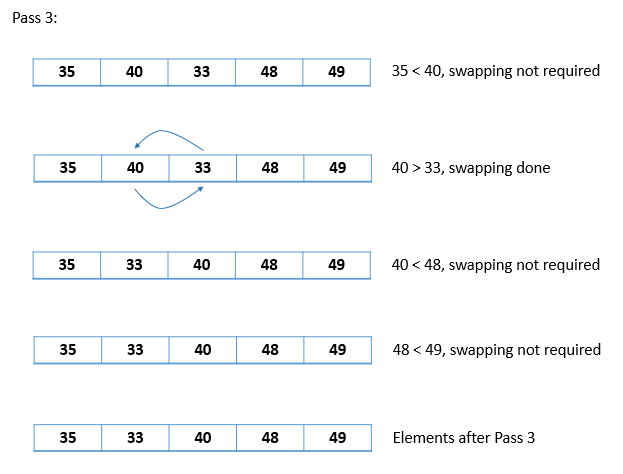 Pass 3:
35 40 33 48 49 35 < 40, swapping not required
35 40 33 48 49 40 > 33, swapping done
35 33 40 48 49 40 < 48, swapping not required
35 33 40 48 49 48 < 49, swapping not required
35 33 40 48 49 Elements after Pass 3